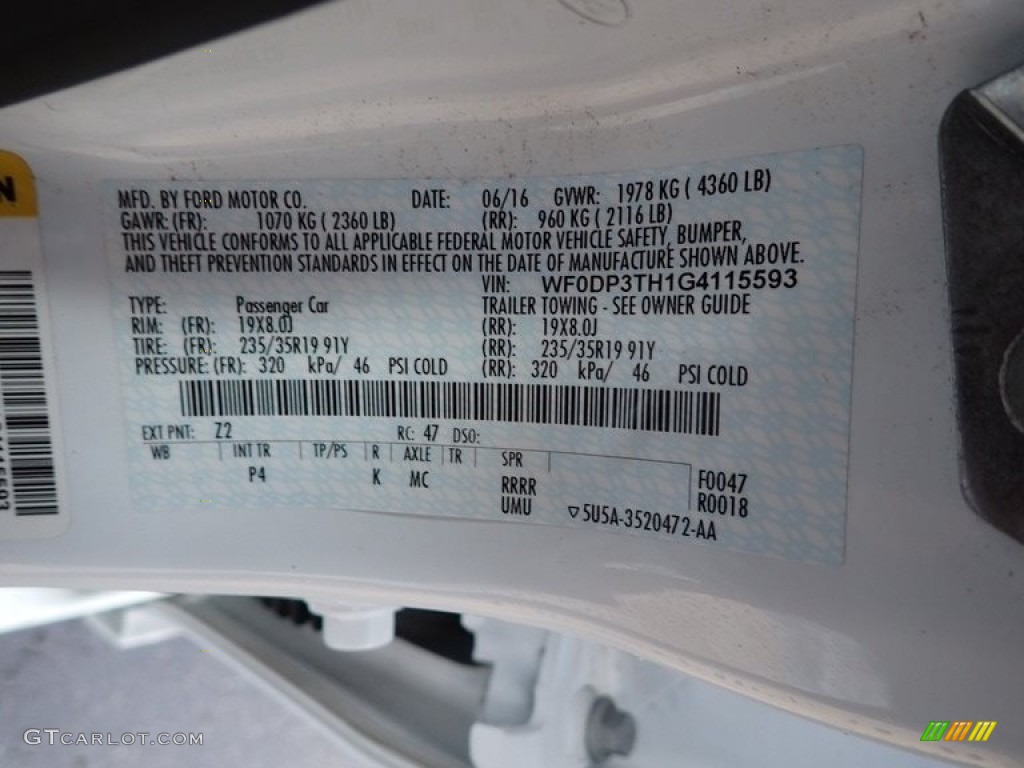 N
MFD. BY FORD MOTOR CO. DATE: 06/16 GVWR: 1978 KG ( 4360 LB)
GAWR: (FR): 1070 KG ( 2360 LB) (RR): 960 KG ( 2116 LB)
THIS VEHICLE CONFORMS TO ALL APPLICABLE FEDERAL MOTOR VEHICLE SAFETY, BUMPER,
AND THEFT PREVENTION STANDARDS IN EFFECT ON THE DATE OF MANUFACTURE SHOWN ABOVE.
VIN: WF0DP3TH1G4115593
TYPE: Passenger Car TRAILER TOWING - SEE OWNER GUIDE
RIM: (FR): 19X8.0J (RR): 19X8.0J
TIRE: (FR): 235/35R19 91Y (RR): 235/35R19 91Y
PRESSURE: (FR): 320 kPa/ 46 PSI COLD (RR): 320 kPa/ 46 PSI COLD
EXT PNT: Z2 RC: 47 DSO:
WB INT TR TP/PS R AXLE TR SPR
P4 K MC RRRR F0047
UMU R0018
▽5U5A-3520472-AA
GTcarlot.com